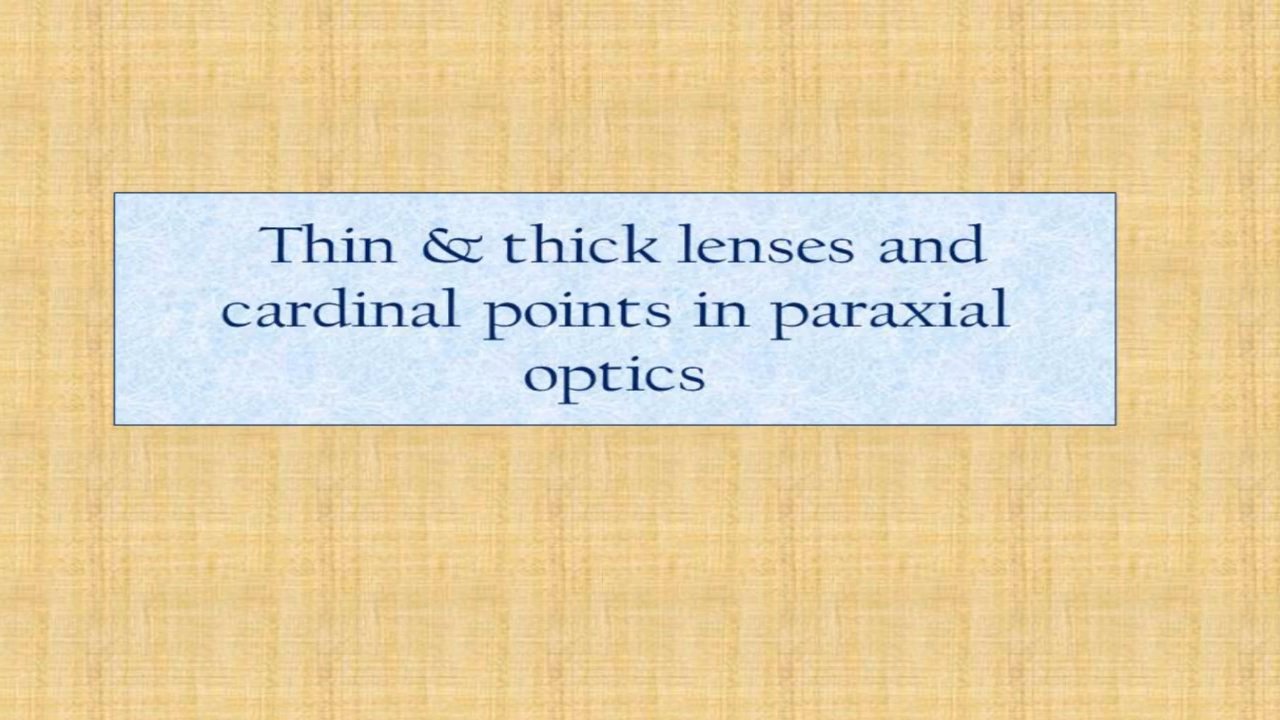 Thin & thick lenses and
cardinal points in paraxial
optics